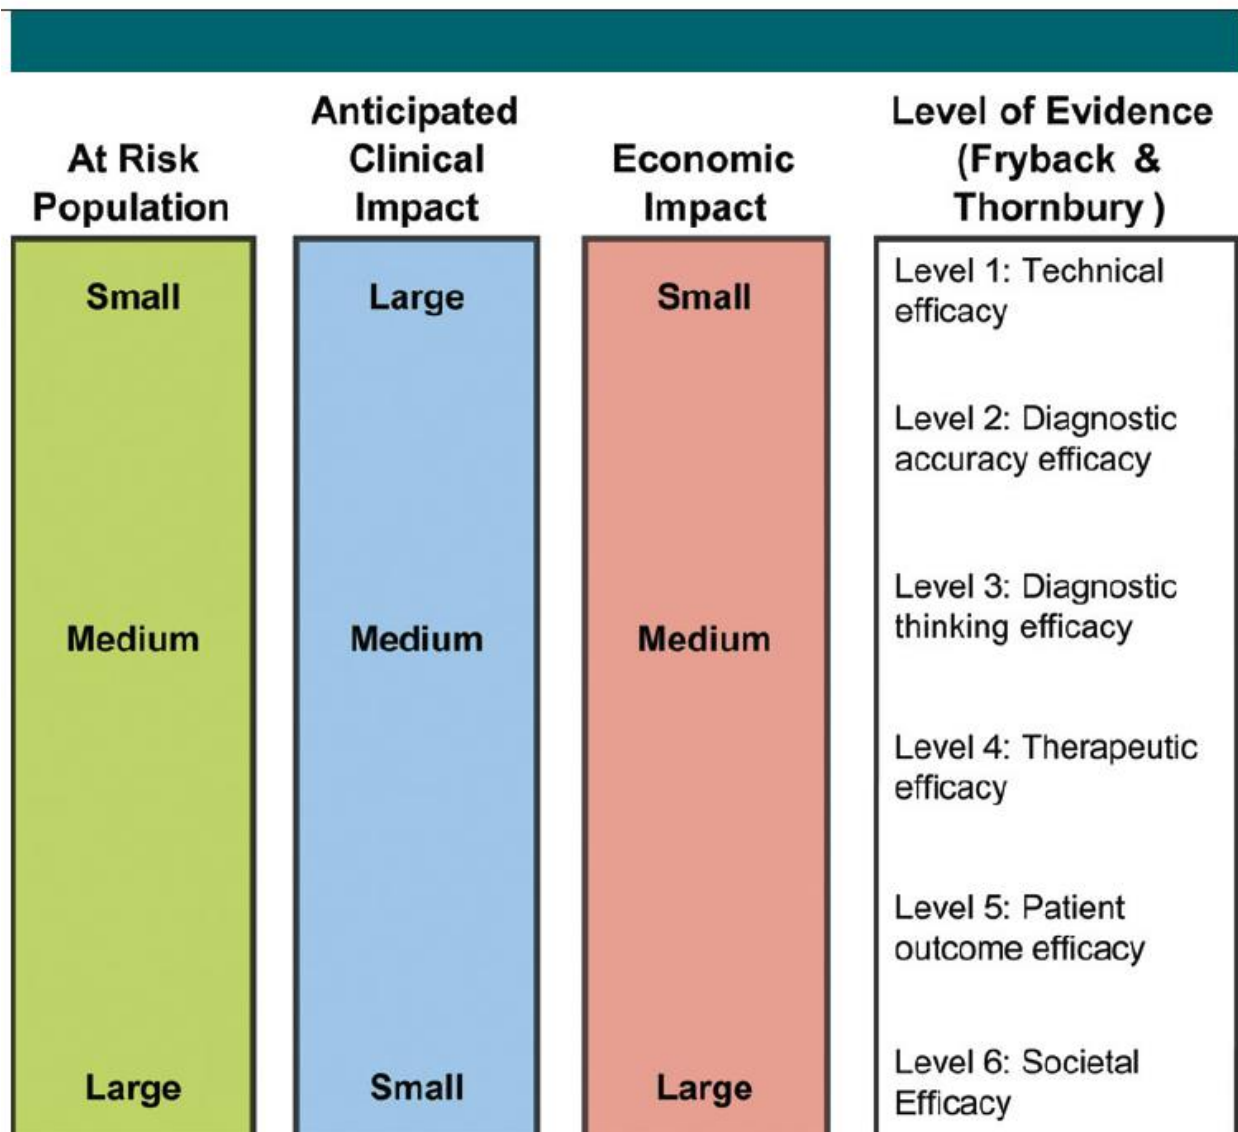 At Risk
Population
Anticipated
Clinical
Impact
Economic
Impact
Level of Evidence
(Fryback &
Thornbury )
Small
Medium
Large
Large
Medium
Small
Small
Medium
Large
Level 1: Technical
efficacy
Level 2: Diagnostic
accuracy efficacy
Level 3: Diagnostic
thinking efficacy
Level 4: Therapeutic
efficacy
Level 5: Patient
outcome efficacy
Level 6: Societal
Efficacy